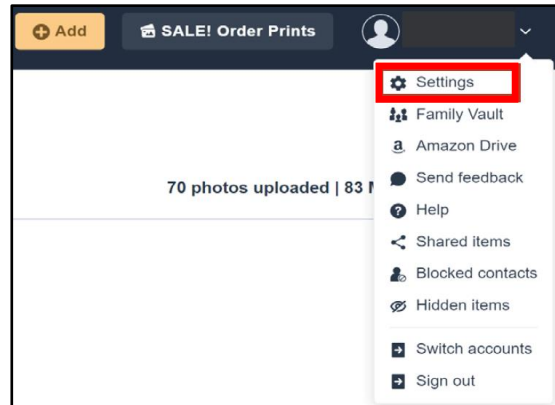 Add
SALE! Order Prints
Settings
Family Vault
Amazon Drive
70 photos uploaded | 83
Send feedback
Help
Shared items
Blocked contacts
Hidden items
Switch accounts
Sign out